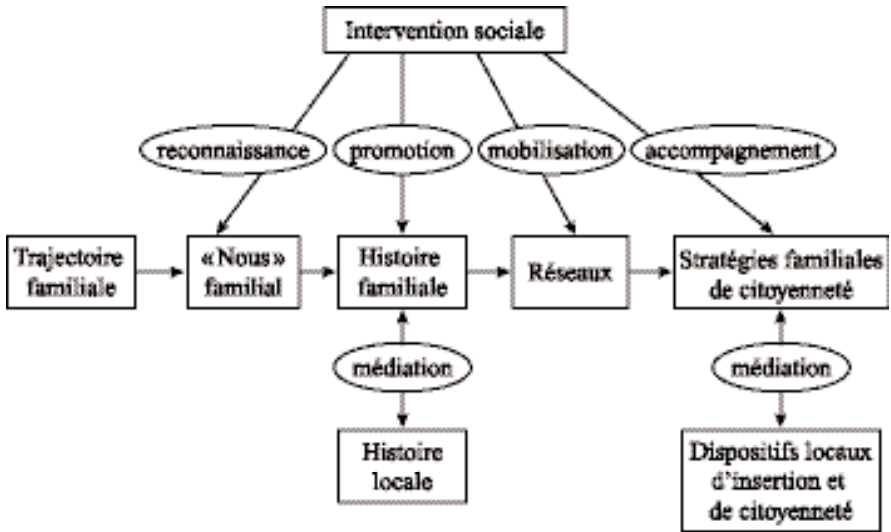 Intervention sociale
reconnaissance
promotion
mobilisation
accompagnement
Trajectoire
familiale
«Nous»
familial
Histoire
familiale
Réseaux
Stratégies familiales
de citoyenneté
médiation
médiation
Histoire
locale
Dispositifs locaux
d'insertion et
de citoyenneté